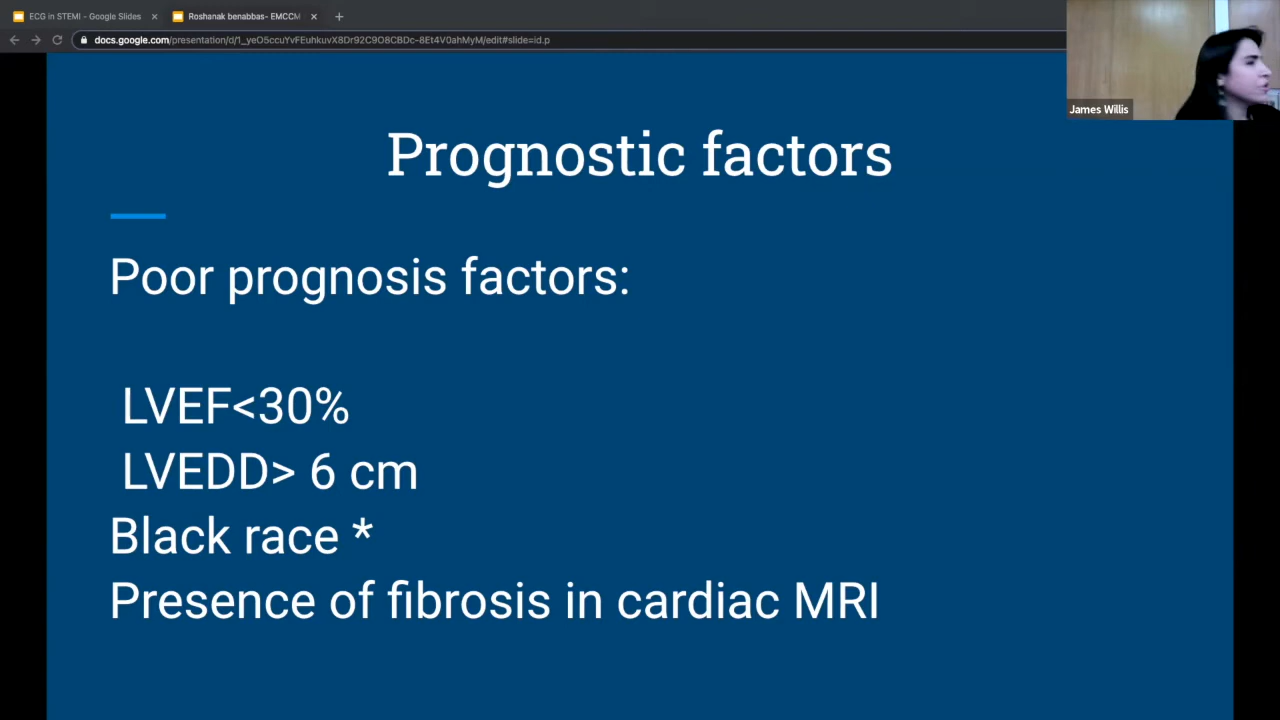 ECG in STEMI - Google Slides
Roshanak benabbas- EMCCM
docs.google.com/presentation/d/1_yeO5ccuYvFEuhkuvX8Dr92C9O8CBDc-8Et4V0ahMyM/edit#slide=id.p
James Willis
Prognostic factors
Poor prognosis factors:
LVEF<30%
LVEDD> 6 cm
Black race *
Presence of fibrosis in cardiac MRI